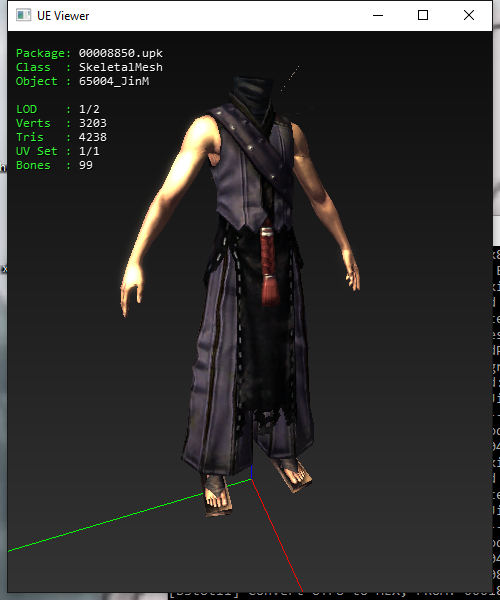 UE Viewer
Package: 00008850.upk
Class : SkeletalMesh
Object : 65004_JinM
LOD : 1/2
Verts : 3203
Tris : 4238
UV Set : 1/1
Bones : 99